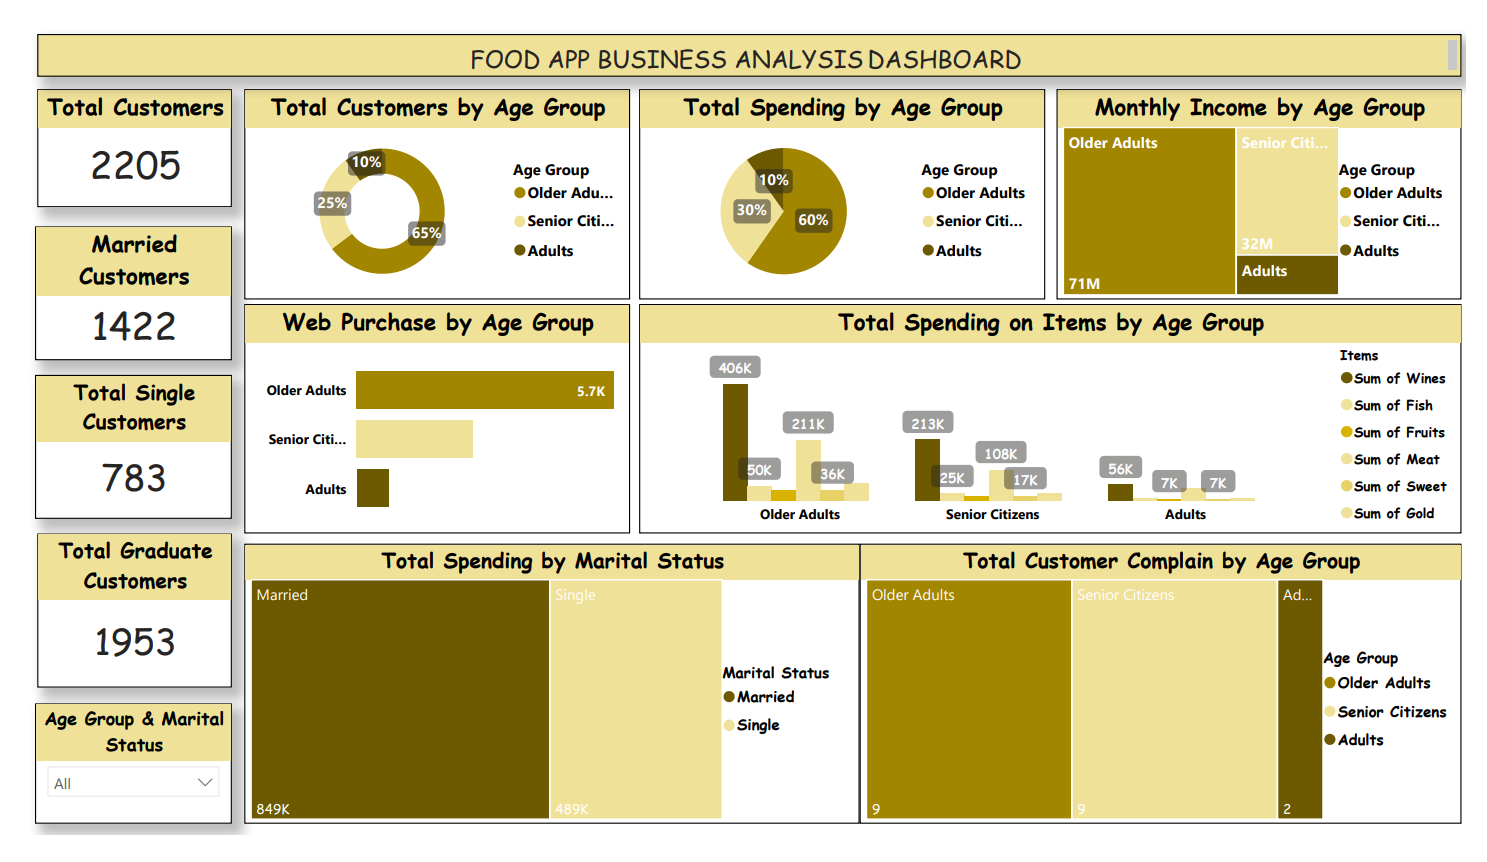 FOOD APP BUSINESS ANALYSIS DASHBOARD
Total Customers
2205
Married
Customers
1422
Total Single
Customers
783
Total Graduate
Customers
1953
Age Group & Marital
Status
All
Total Customers by Age Group
10%
25%
65%
Age Group
Older Adu...
Senior Citi...
Adults
Total Spending by Age Group
10%
30%
60%
Age Group
Older Adults
Senior Citi...
Adults
Monthly Income by Age Group
Older Adults
71M
Senior Citi...
32M
Adults
Age Group
Older Adults
Senior Citi...
Adults
Web Purchase by Age Group
Older Adults
5.7K
Senior Citi...
Adults
Total Spending on Items by Age Group
406K
50K
211K
36K
213K
25K
108K
17K
56K
7K
7K
Older Adults
Senior Citizens
Adults
Items
Sum of Wines
Sum of Fish
Sum of Fruits
Sum of Meat
Sum of Sweet
Sum of Gold
Total Spending by Marital Status
Married
849K
Single
489K
Marital Status
Married
Single
Total Customer Complain by Age Group
Older Adults
9
Senior Citizens
9
Ad...
2
Age Group
Older Adults
Senior Citizens
Adults